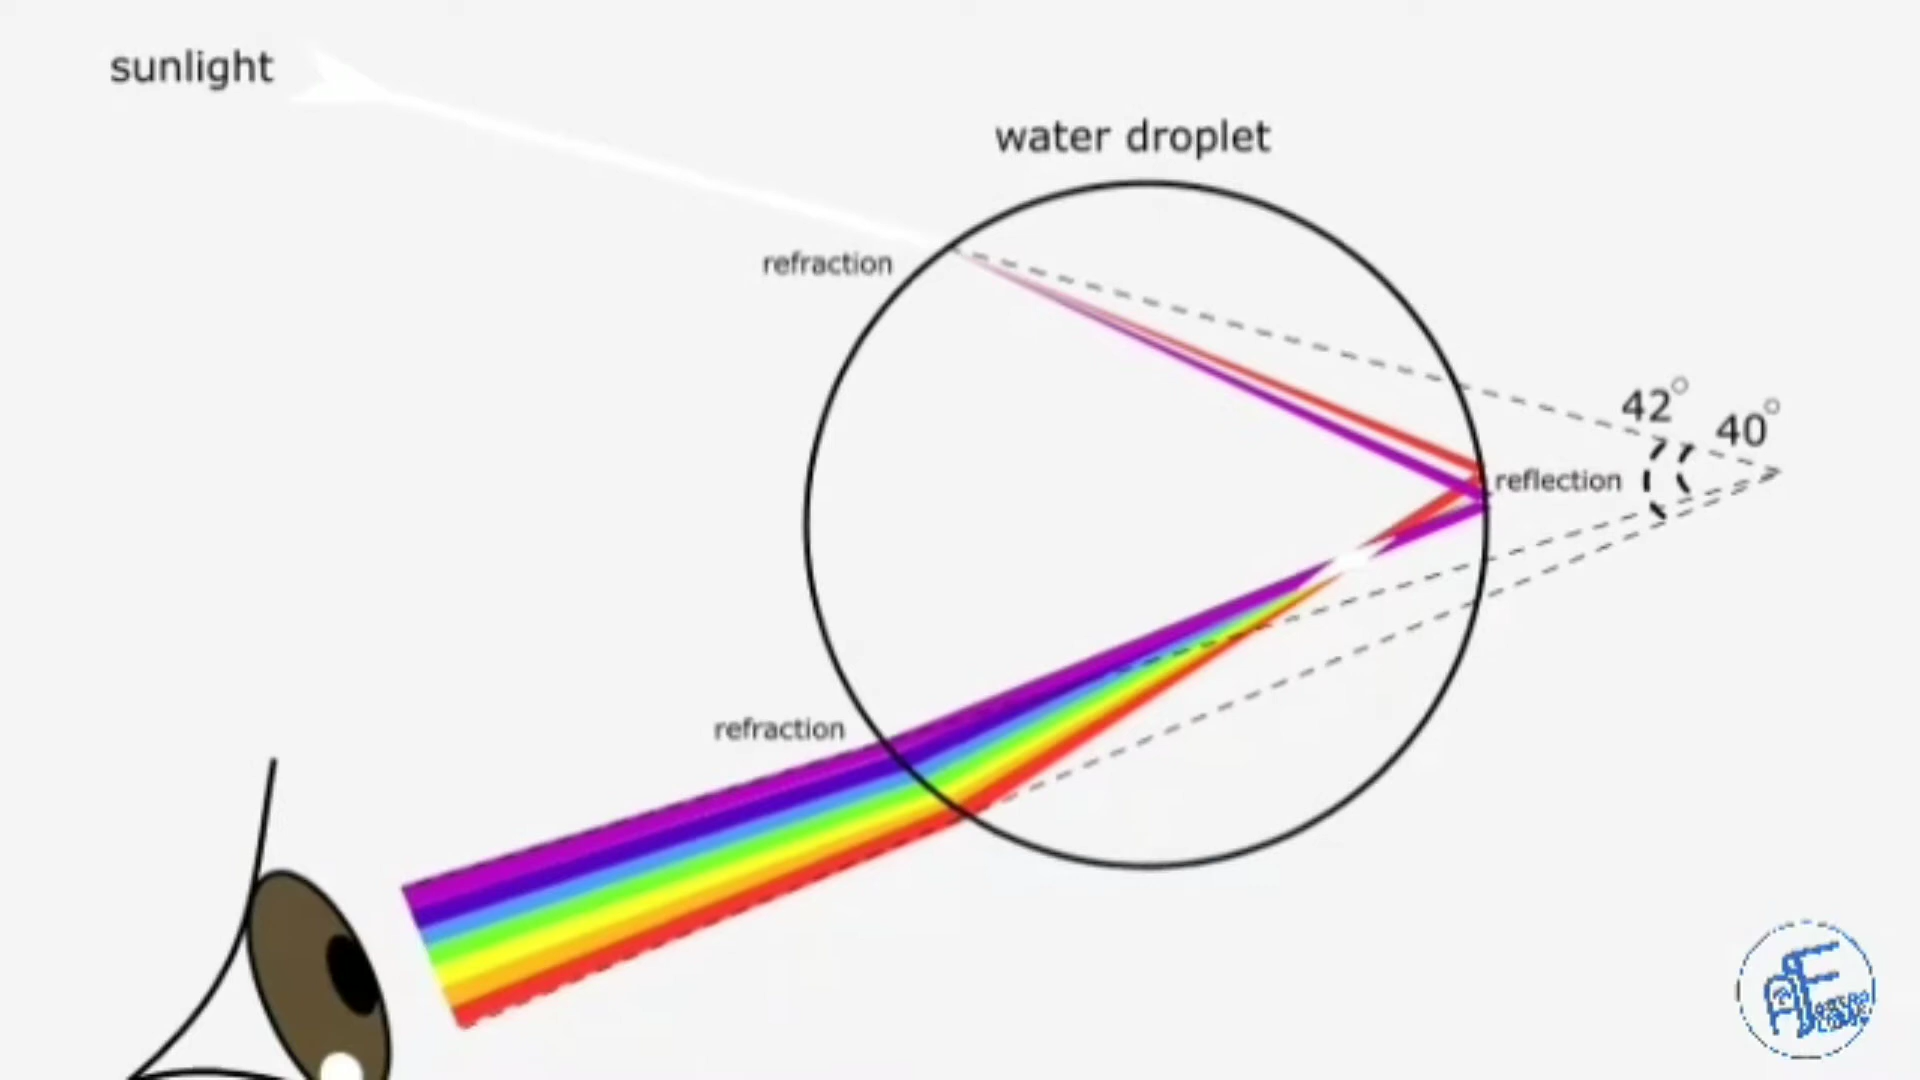 sunlight
water droplet
refraction
42°
40°
reflection
refraction